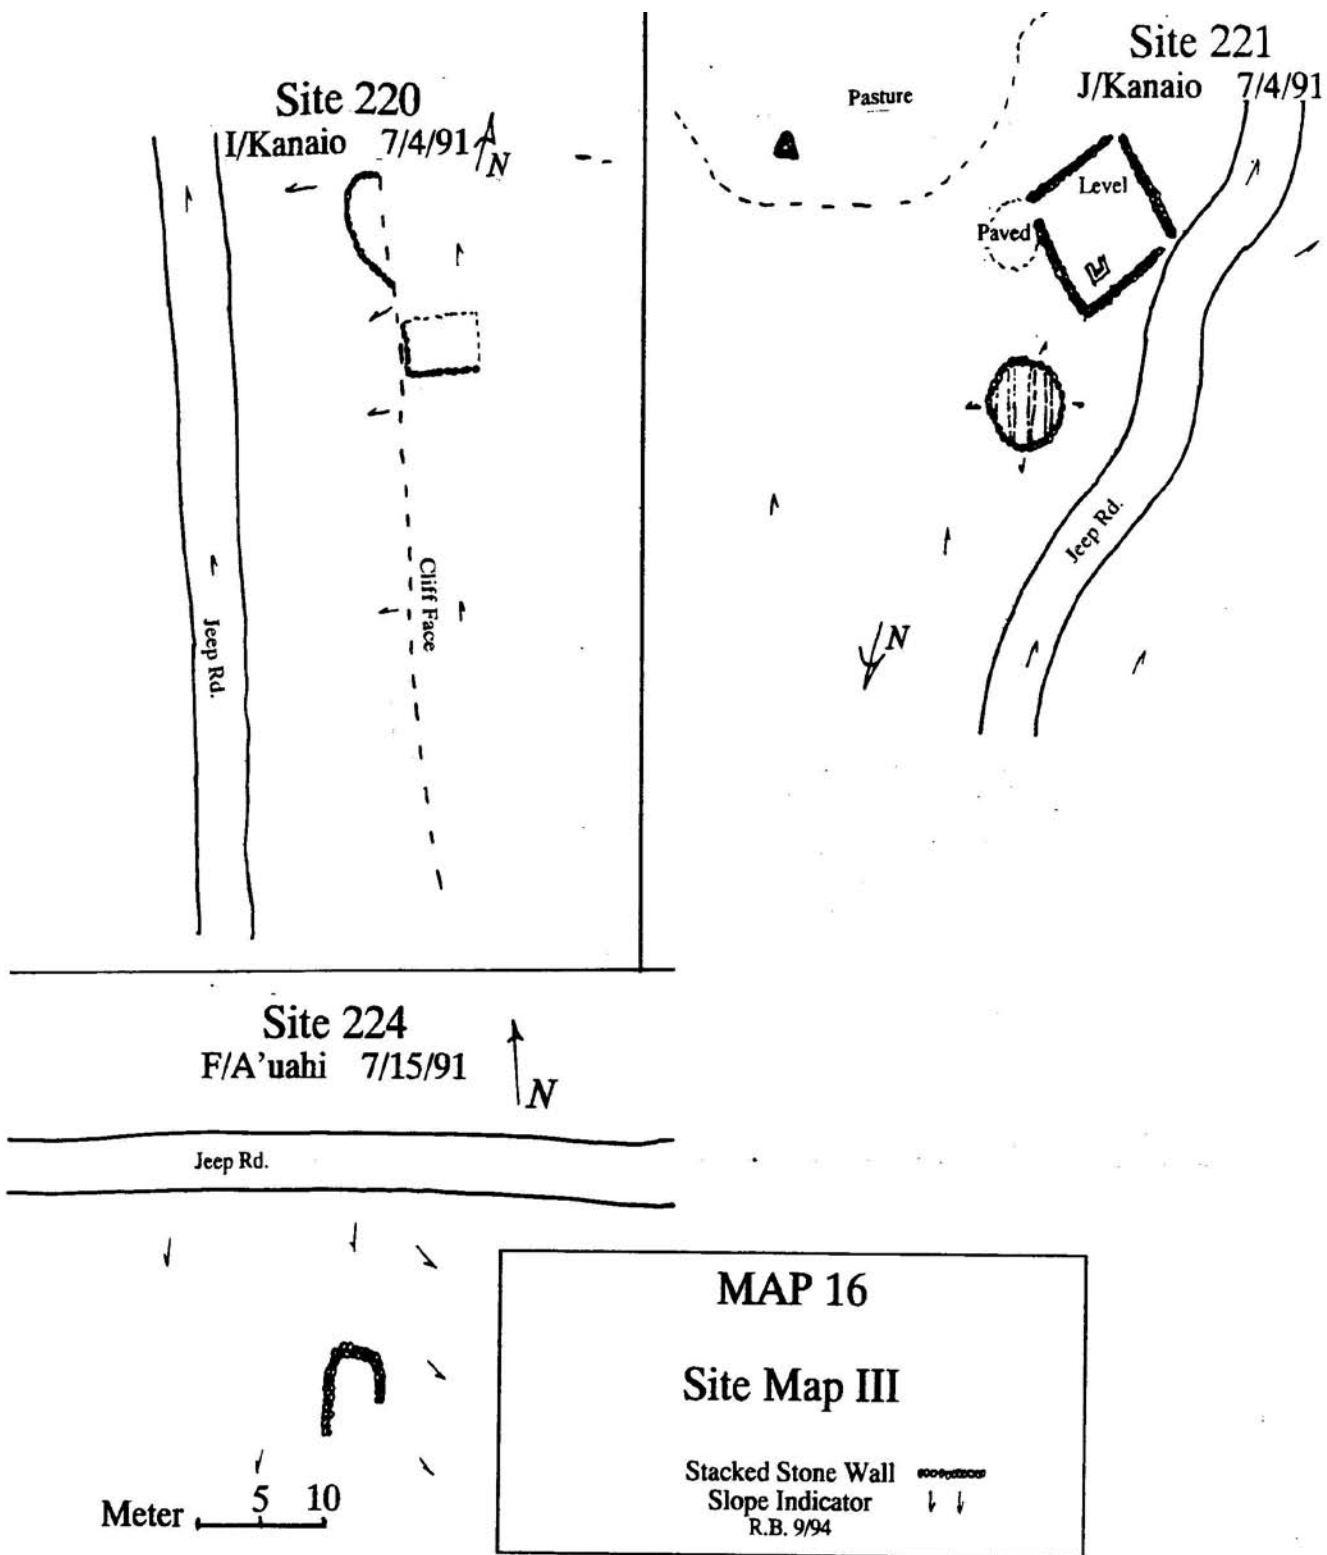 Site 220
I/Kanaio 7/4/91
N
Jeep Rd.
Cliff Face
Site 221
J/Kanaio 7/4/91
Pasture
Level
Paved
Jeep Rd.
N
Site 224
F/A'uahi 7/15/91
N
Jeep Rd.
5 10
Meter
MAP 16
Site Map III
Stacked Stone Wall
Slope Indicator
R.B. 9/94